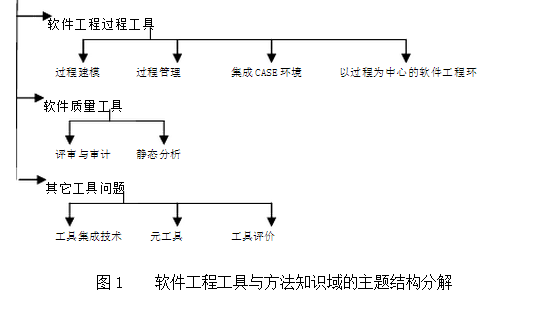 软件工程过程工具
过程建模 过程管理 集成 CASE 环境 以过程为中心的软件工程环
软件质量工具
评审与审计 静态分析
其它工具问题
工具集成技术 元工具 工具评价
图 1 软件工程工具与方法知识域的主题结构分解